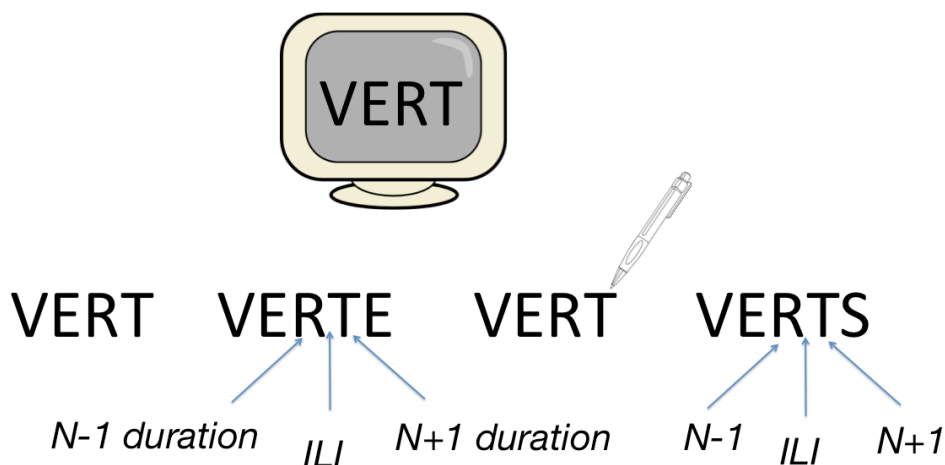 VERT
VERT VERTE VERT VERTS
N-1 duration ILI N+1 duration N-1 ILI N+1